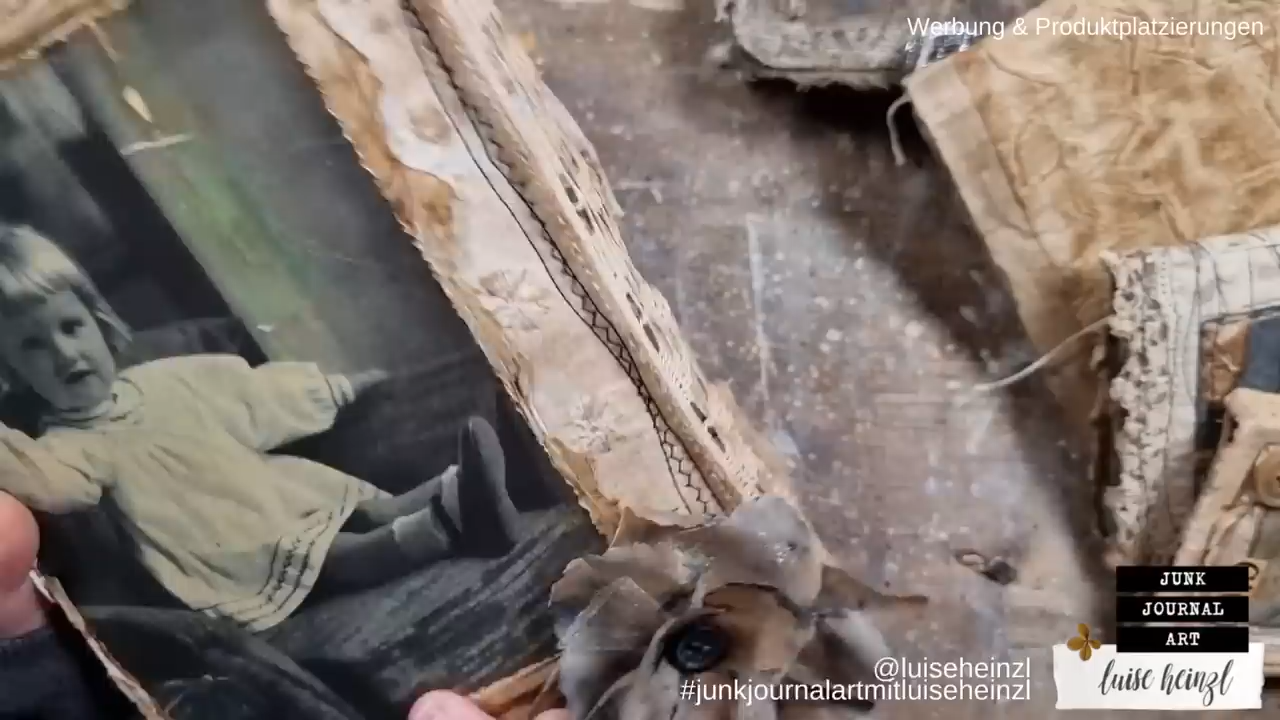 Werbung & Produktplatzierungen
JUNK
JOURNAL
ART
@luiseheinzl
#junkjournalartmitluiseheinzl
luise heinzl